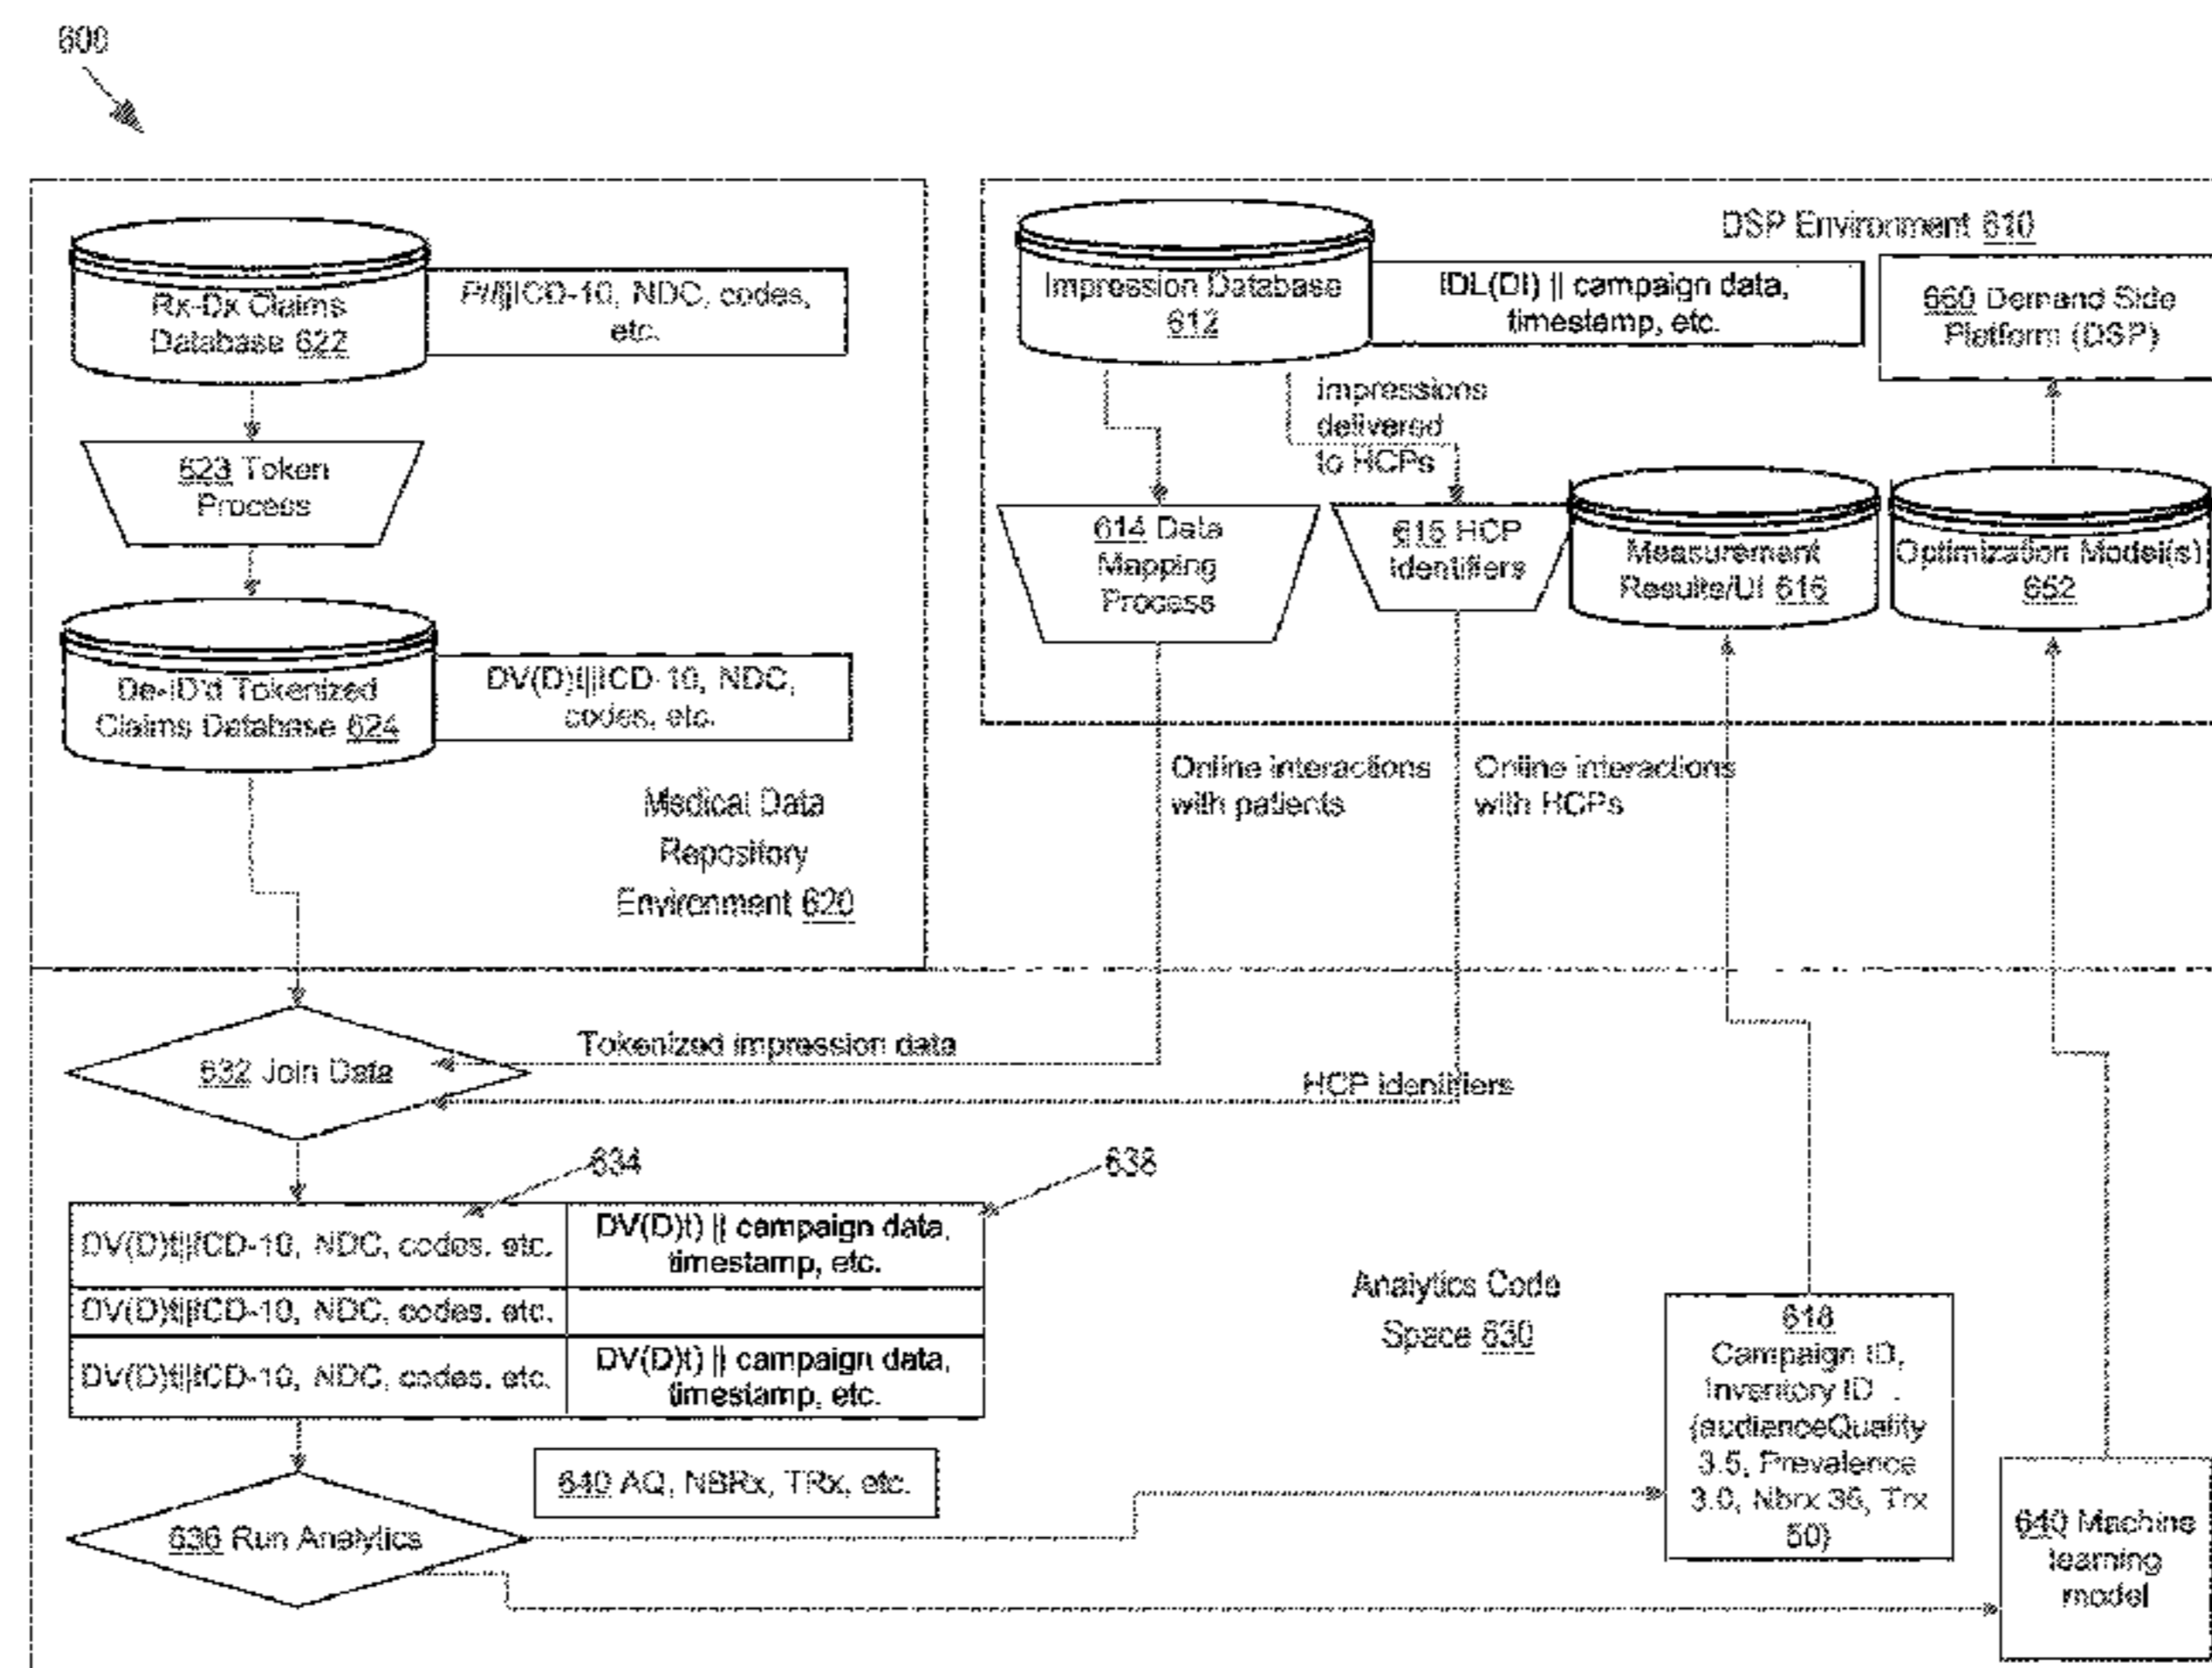 600
Rx-Dx Claims
Database 622
PII||ICD-10, NDC, codes,
etc.
623 Token
Process
De-ID'd Tokenized
Claims Database 624
DV(D)t||ICD-10, NDC,
codes, etc.
Medical Data
Repository
Environment 620
DSP Environment 610
Impression Database
612
IDL(DI) || campaign data,
timestamp, etc.
660 Demand Side
Platform (DSP)
impressions
delivered
to HCPs
614 Data
Mapping
Process
615 HCP
identifiers
Measurement
Results/UI 616
Optimization Model(s)
652
Online interactions
with patients
Online interactions
with HCPs
632 Join Data
Tokenized impression data
HCP identifiers
634
638
DV(D)t||ICD-10, NDC, codes. etc.
DV(D)t) || campaign data,
timestamp, etc.
DV(D)t||ICD-10, NDC, codes. etc.
DV(D)t||ICD-10, NDC, codes. etc.
DV(D)t) || campaign data,
timestamp, etc.
Analytics Code
Space 630
618
Campaign ID,
Inventory ID .
{audienceQuality
3.5, Prevalence
3.0, Nbrx 35, Trx
50}
640 AQ, NBRx, TRx, etc.
636 Run Analytics
640 Machine
learning
model